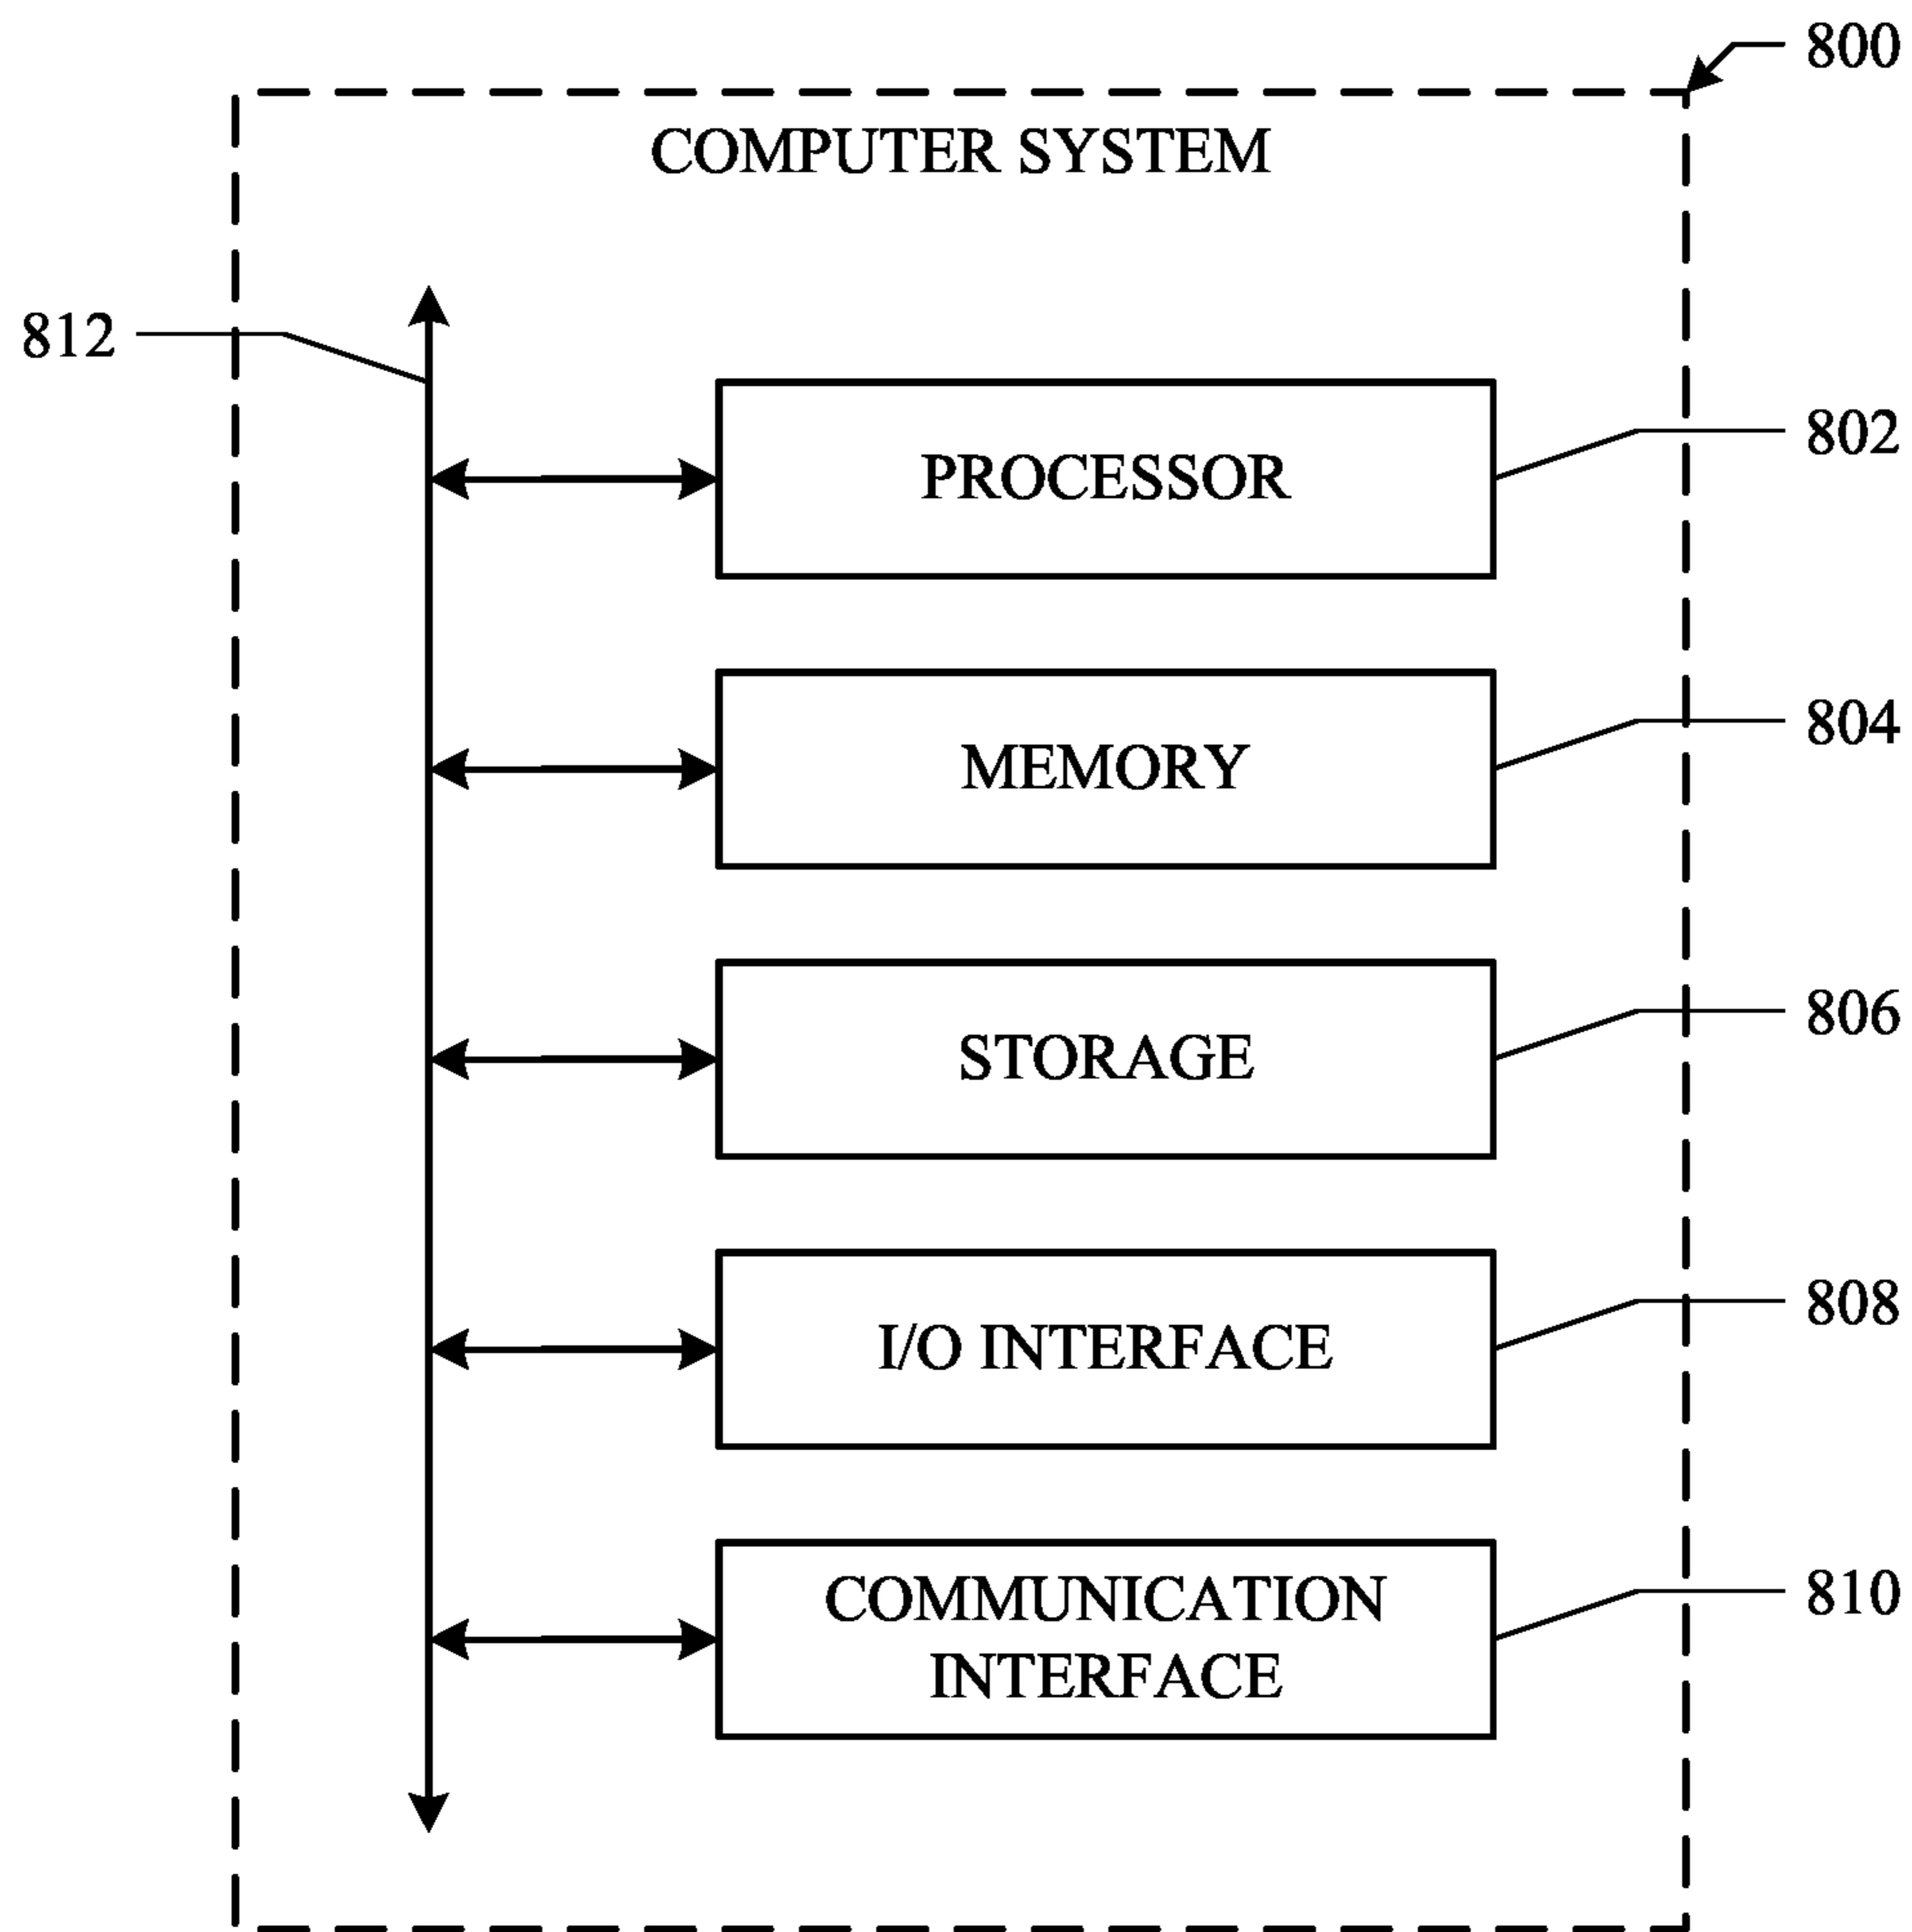 800
COMPUTER SYSTEM
812
802
PROCESSOR
804
MEMORY
806
STORAGE
808
I/O INTERFACE
810
COMMUNICATION
INTERFACE